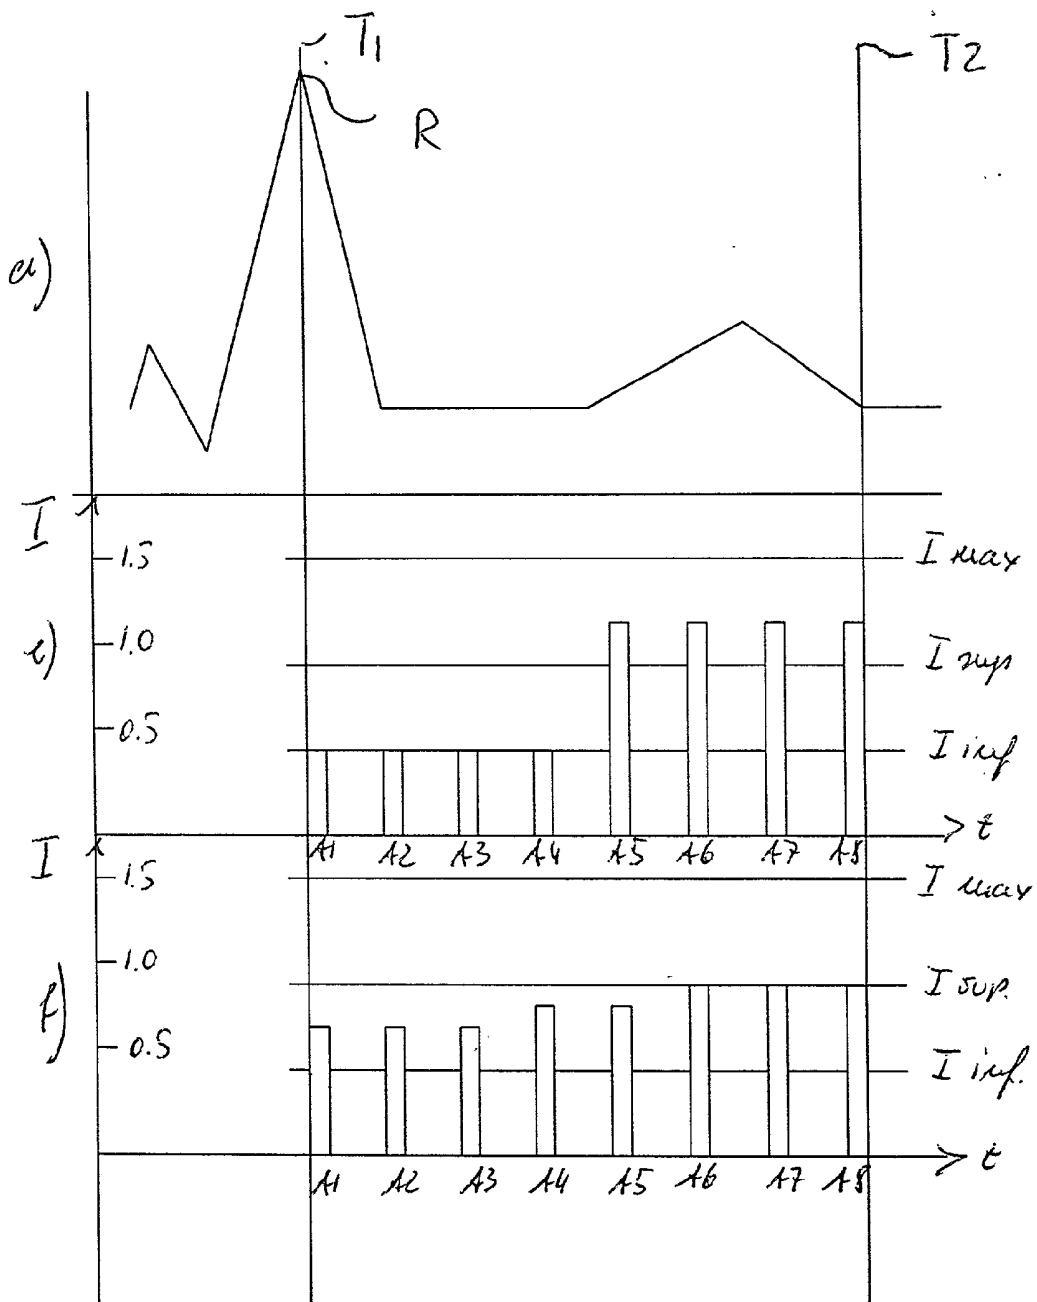 T1
T2
R
a)
I
1.5
I max
e)
1.0
I sup
0.5
I inf
t
A1 A2 A3 A4 A5 A6 A7 A8
I
1.5
I max
1.0
I sup.
f)
0.5
I inf.
t
A1 A2 A3 A4 A5 A6 A7 A8